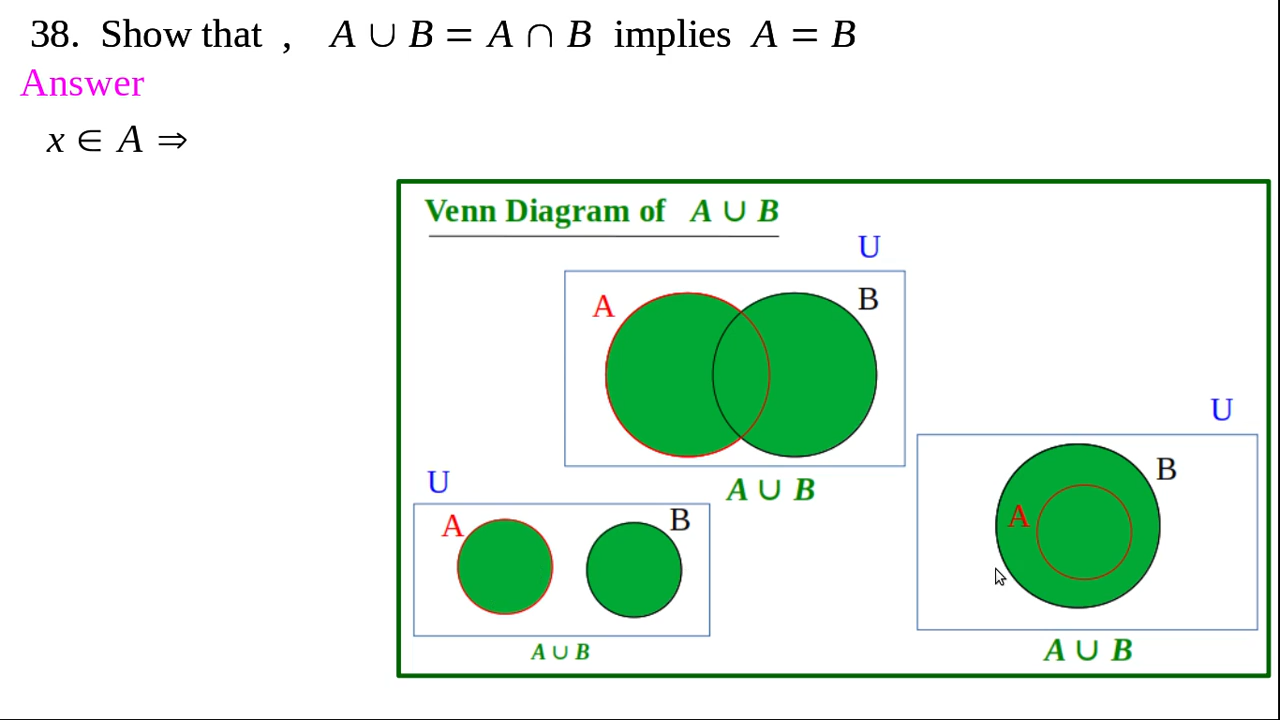 38. Show that , A ∪ B = A ∩ B implies A = B
Answer
x ∈ A ⇒
Venn Diagram of A ∪ B
U
A
B
A ∪ B
U
A
B
A ∪ B
U
A
B
A ∪ B